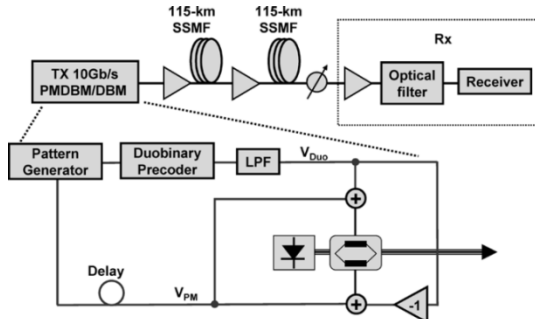 115-km
SSMF
115-km
SSMF
Rx
TX 10Gb/s
PMDBM/DBM
Optical
filter
Receiver
Pattern
Generator
Duobinary
Precoder
LPF
V_Duo
+
Delay
V_PM
+
-1